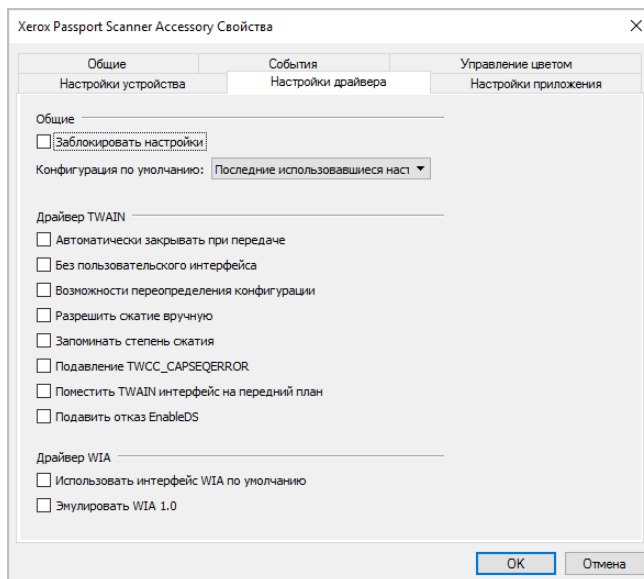 Xerox Passport Scanner Accessory Свойства
Общие События Управление цветом
Настройки устройства Настройки драйвера Настройки приложения
Общие
Заблокировать настройки
Конфигурация по умолчанию: Последние использовавшиеся наст
Драйвер TWAIN
Автоматически закрывать при передаче
Без пользовательского интерфейса
Возможности переопределения конфигурации
Разрешить сжатие вручную
Запоминать степень сжатия
Подавление TWCC_CAPSEQERROR
Поместить TWAIN интерфейс на передний план
Подавить отказ EnableDS
Драйвер WIA
Использовать интерфейс WIA по умолчанию
Эмулировать WIA 1.0
OK Отмена